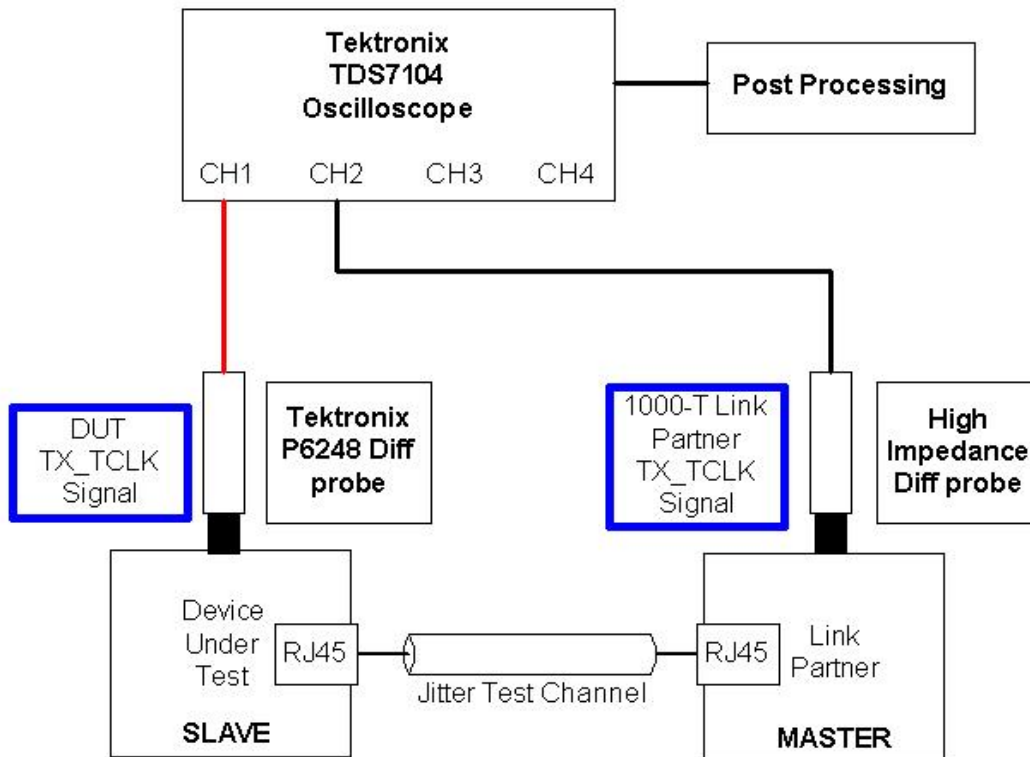 Tektronix
TDS7104
Oscilloscope
CH1 CH2 CH3 CH4
Post Processing
DUT
TX_TCLK
Signal
Tektronix
P6248 Diff
probe
1000-T Link
Partner
TX_TCLK
Signal
High
Impedance
Diff probe
Device
Under
Test
RJ45
SLAVE
Jitter Test Channel
RJ45
Link
Partner
MASTER